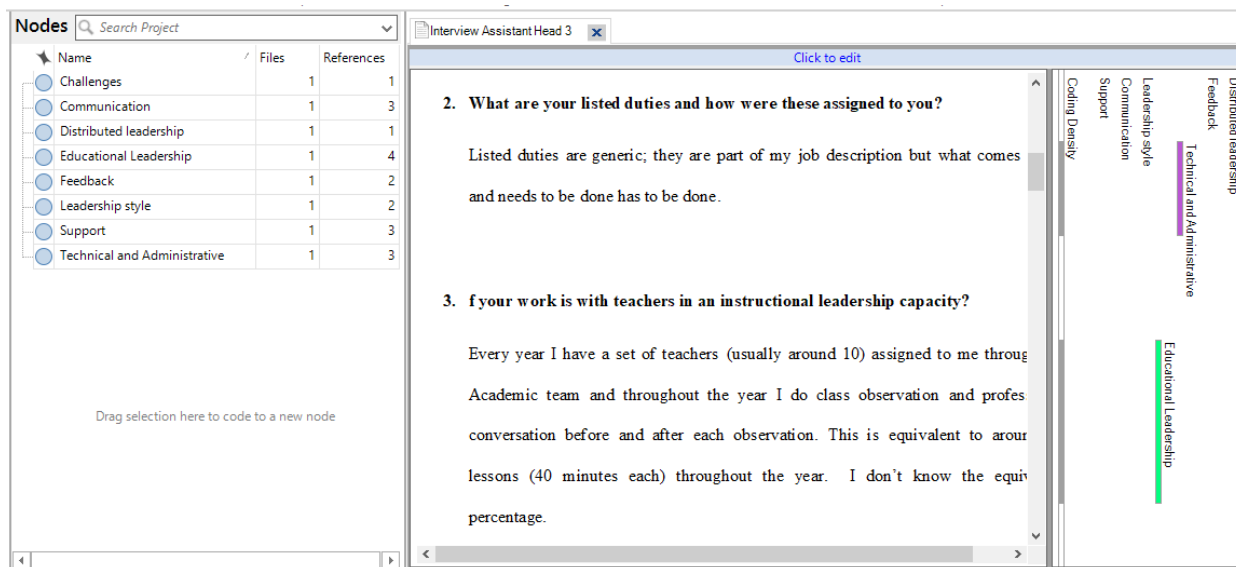 Nodes Search Project
Interview Assistant Head 3
Name Files References
Challenges 1 1
Communication 1 3
Distributed leadership 1 1
Educational Leadership 1 4
Feedback 1 2
Leadership style 1 2
Support 1 3
Technical and Administrative 1 3
Drag selection here to code to a new node
Click to edit
2. What are your listed duties and how were these assigned to you?
Listed duties are generic; they are part of my job description but what comes
and needs to be done has to be done.
3. f your work is with teachers in an instructional leadership capacity?
Every year I have a set of teachers (usually around 10) assigned to me throug
Academic team and throughout the year I do class observation and profes
conversation before and after each observation. This is equivalent to arour
lessons (40 minutes each) throughout the year. I don't know the equiv
percentage.
Coding Density
Support
Communication
Leadership style
Educational Leadership
Technical and Administrative
Feedback
Distributed leadership